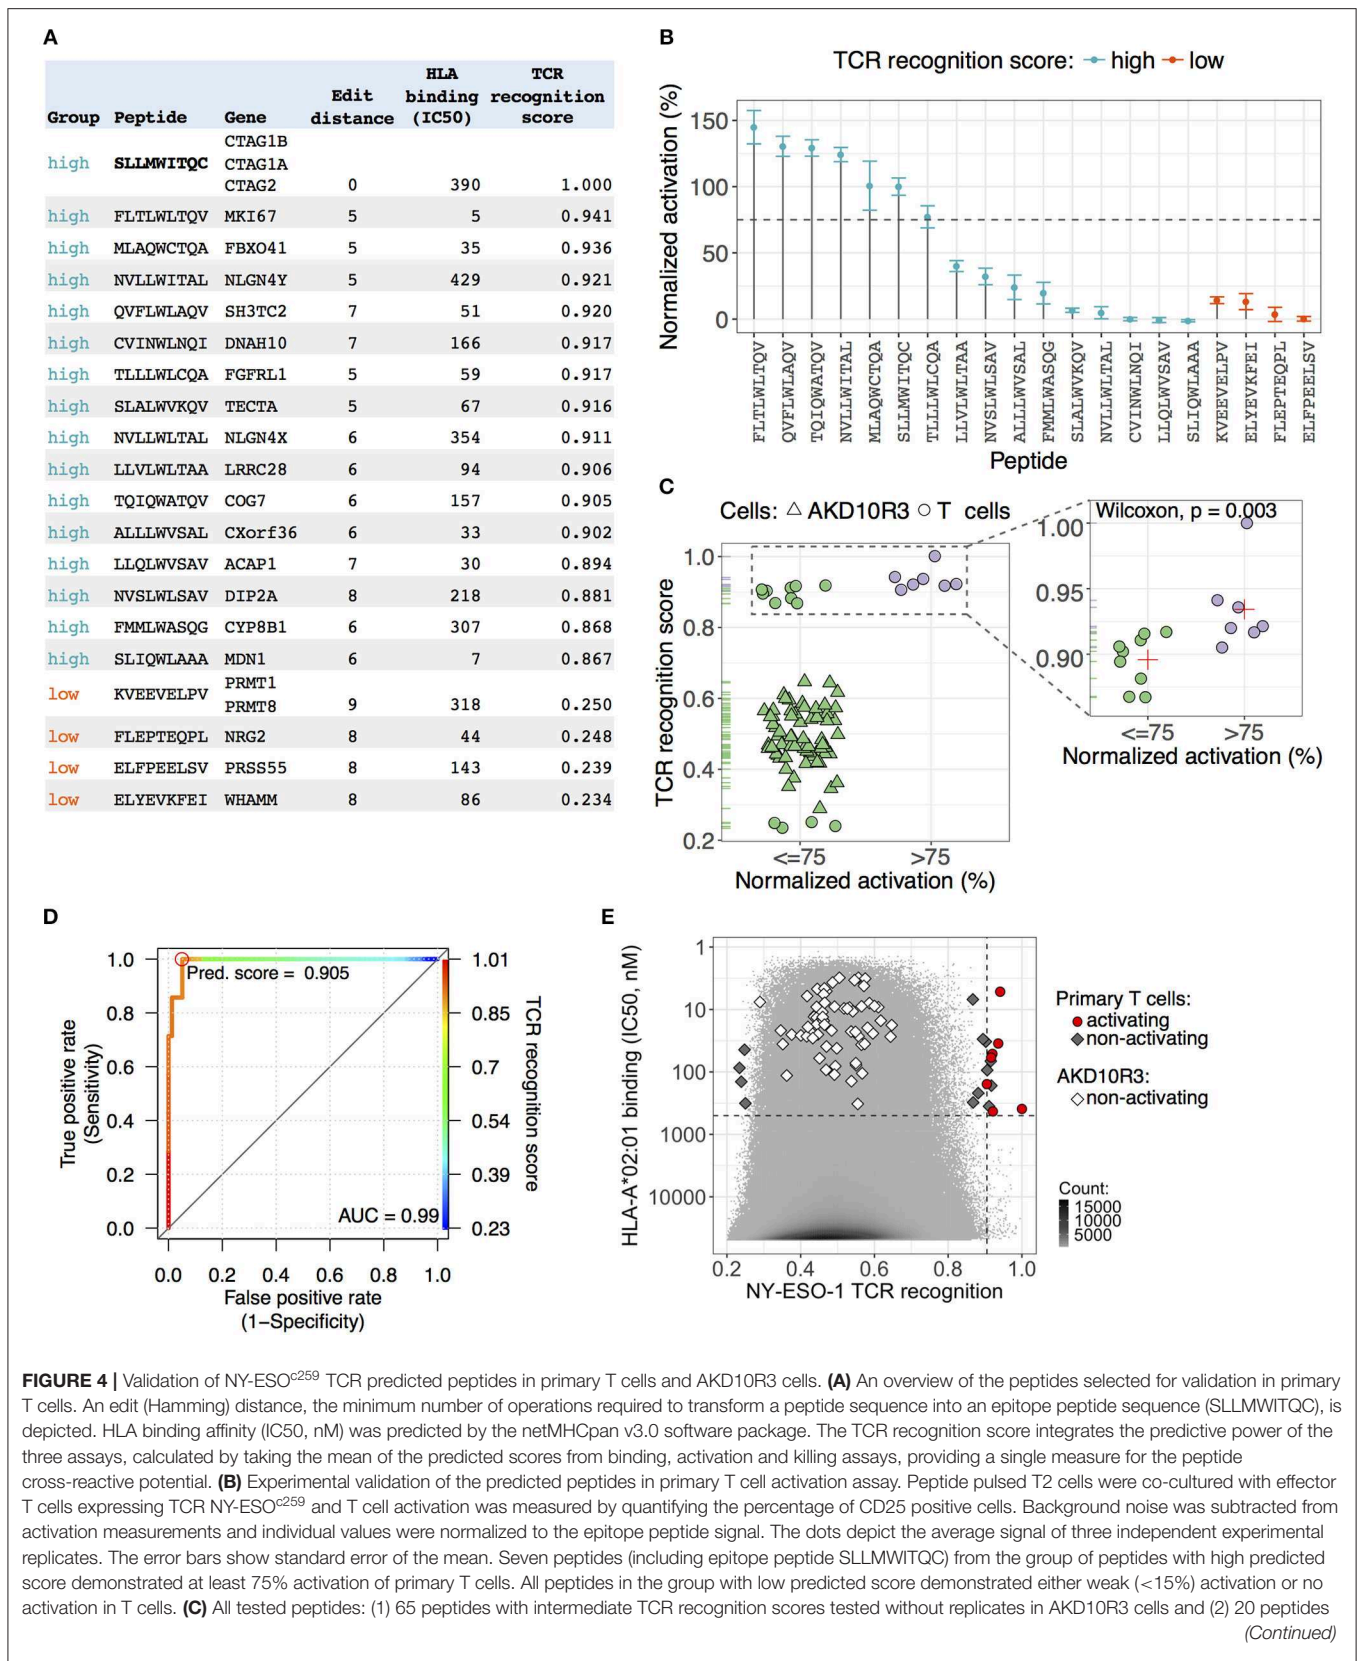 A
Group Peptide Gene Edit distance HLA binding (IC50) TCR recognition score
high SLLMWITQC CTAG1B CTAG1A CTAG2 0 390 1.000
high FLTLWLTQV MKI67 5 5 0.941
high MLAQWCTQA FBXO41 5 35 0.936
high NVLLWITAL NLGN4Y 5 429 0.921
high QVFLWLAQV SH3TC2 7 51 0.920
high CVINWLNQI DNAH10 7 166 0.917
high TLLLWLCQA FGFRL1 5 59 0.917
high SLALWVKQV TECTA 5 67 0.916
high NVLLWLTAL NLGN4X 6 354 0.911
high LLVLWLTAA LRRC28 6 94 0.906
high TQIQWATQV COG7 6 157 0.905
high ALLLWVSAL CXorf36 6 33 0.902
high LLQLWVSAV ACAP1 7 30 0.894
high NVSLWLSAV DIP2A 8 218 0.881
high FMMLWASQG CYP8B1 6 307 0.868
high SLIQWLAAA MDN1 6 7 0.867
low KVEEVELPV PRMT1 PRMT8 9 318 0.250
low FLEPTEQPL NRG2 8 44 0.248
low ELFPEELSV PRSS55 8 143 0.239
low ELYEVKFEI WHAMM 8 86 0.234
B
TCR recognition score: high low
Normalized activation (%)
150
100
50
0
FLTLWLTQV
QVFLWLAQV
TQIQWATQV
NVLLWITAL
MLAQWCTQA
SLLMWITQC
TLLLWLCQA
LLVLWLTAA
NVSLWLSAV
ALLLWVSAL
FMMLWASQG
SLALWVKQV
NVLLWLTAL
CVINWLNQI
LLQLWVSAV
SLIQWLAAA
KVEEVELPV
ELYEVKFEI
FLEPTEQPL
ELFPEELSV
Peptide
C
Cells: AKD10R3 T cells
TCR recognition score
1.0
0.8
0.6
0.4
0.2
<=75 >75
Normalized activation (%)
Wilcoxon, p = 0.003
1.00
0.95
0.90
<=75 >75
Normalized activation (%)
D
True positive rate
(Sensitivity)
1.0
0.8
0.6
0.4
0.2
0.0
Pred. score = 0.905
AUC = 0.99
0.0 0.2 0.4 0.6 0.8 1.0
False positive rate
(1−Specificity)
1.01
0.85
0.7
0.54
0.39
0.23
TCR recognition score
E
HLA-A*02:01 binding (IC50, nM)
1
10
100
1000
10000
0.2 0.4 0.6 0.8 1.0
NY-ESO-1 TCR recognition
Primary T cells:
activating
non-activating
AKD10R3:
non-activating
Count:
15000
10000
5000
FIGURE 4 | Validation of NY-ESOc259 TCR predicted peptides in primary T cells and AKD10R3 cells. (A) An overview of the peptides selected for validation in primary
T cells. An edit (Hamming) distance, the minimum number of operations required to transform a peptide sequence into an epitope peptide sequence (SLLMWITQC), is
depicted. HLA binding affinity (IC50, nM) was predicted by the netMHCpan v3.0 software package. The TCR recognition score integrates the predictive power of the
three assays, calculated by taking the mean of the predicted scores from binding, activation and killing assays, providing a single measure for the peptide
cross-reactive potential. (B) Experimental validation of the predicted peptides in primary T cell activation assay. Peptide pulsed T2 cells were co-cultured with effector
T cells expressing TCR NY-ESOc259 and T cell activation was measured by quantifying the percentage of CD25 positive cells. Background noise was subtracted from
activation measurements and individual values were normalized to the epitope peptide signal. The dots depict the average signal of three independent experimental
replicates. The error bars show standard error of the mean. Seven peptides (including epitope peptide SLLMWITQC) from the group of peptides with high predicted
score demonstrated at least 75% activation of primary T cells. All peptides in the group with low predicted score demonstrated either weak (<15%) activation or no
activation in T cells. (C) All tested peptides: (1) 65 peptides with intermediate TCR recognition scores tested without replicates in AKD10R3 cells and (2) 20 peptides
(Continued)